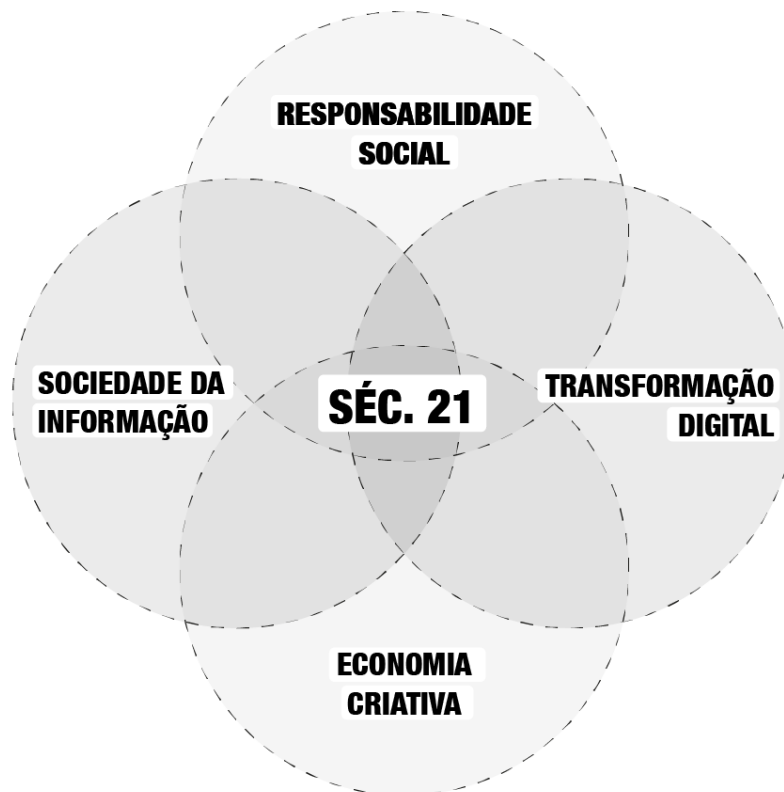 RESPONSABILIDADE
SOCIAL
SOCIEDADE DA
INFORMAÇÃO
SÉC. 21
TRANSFORMAÇÃO
DIGITAL
ECONOMIA
CRIATIVA